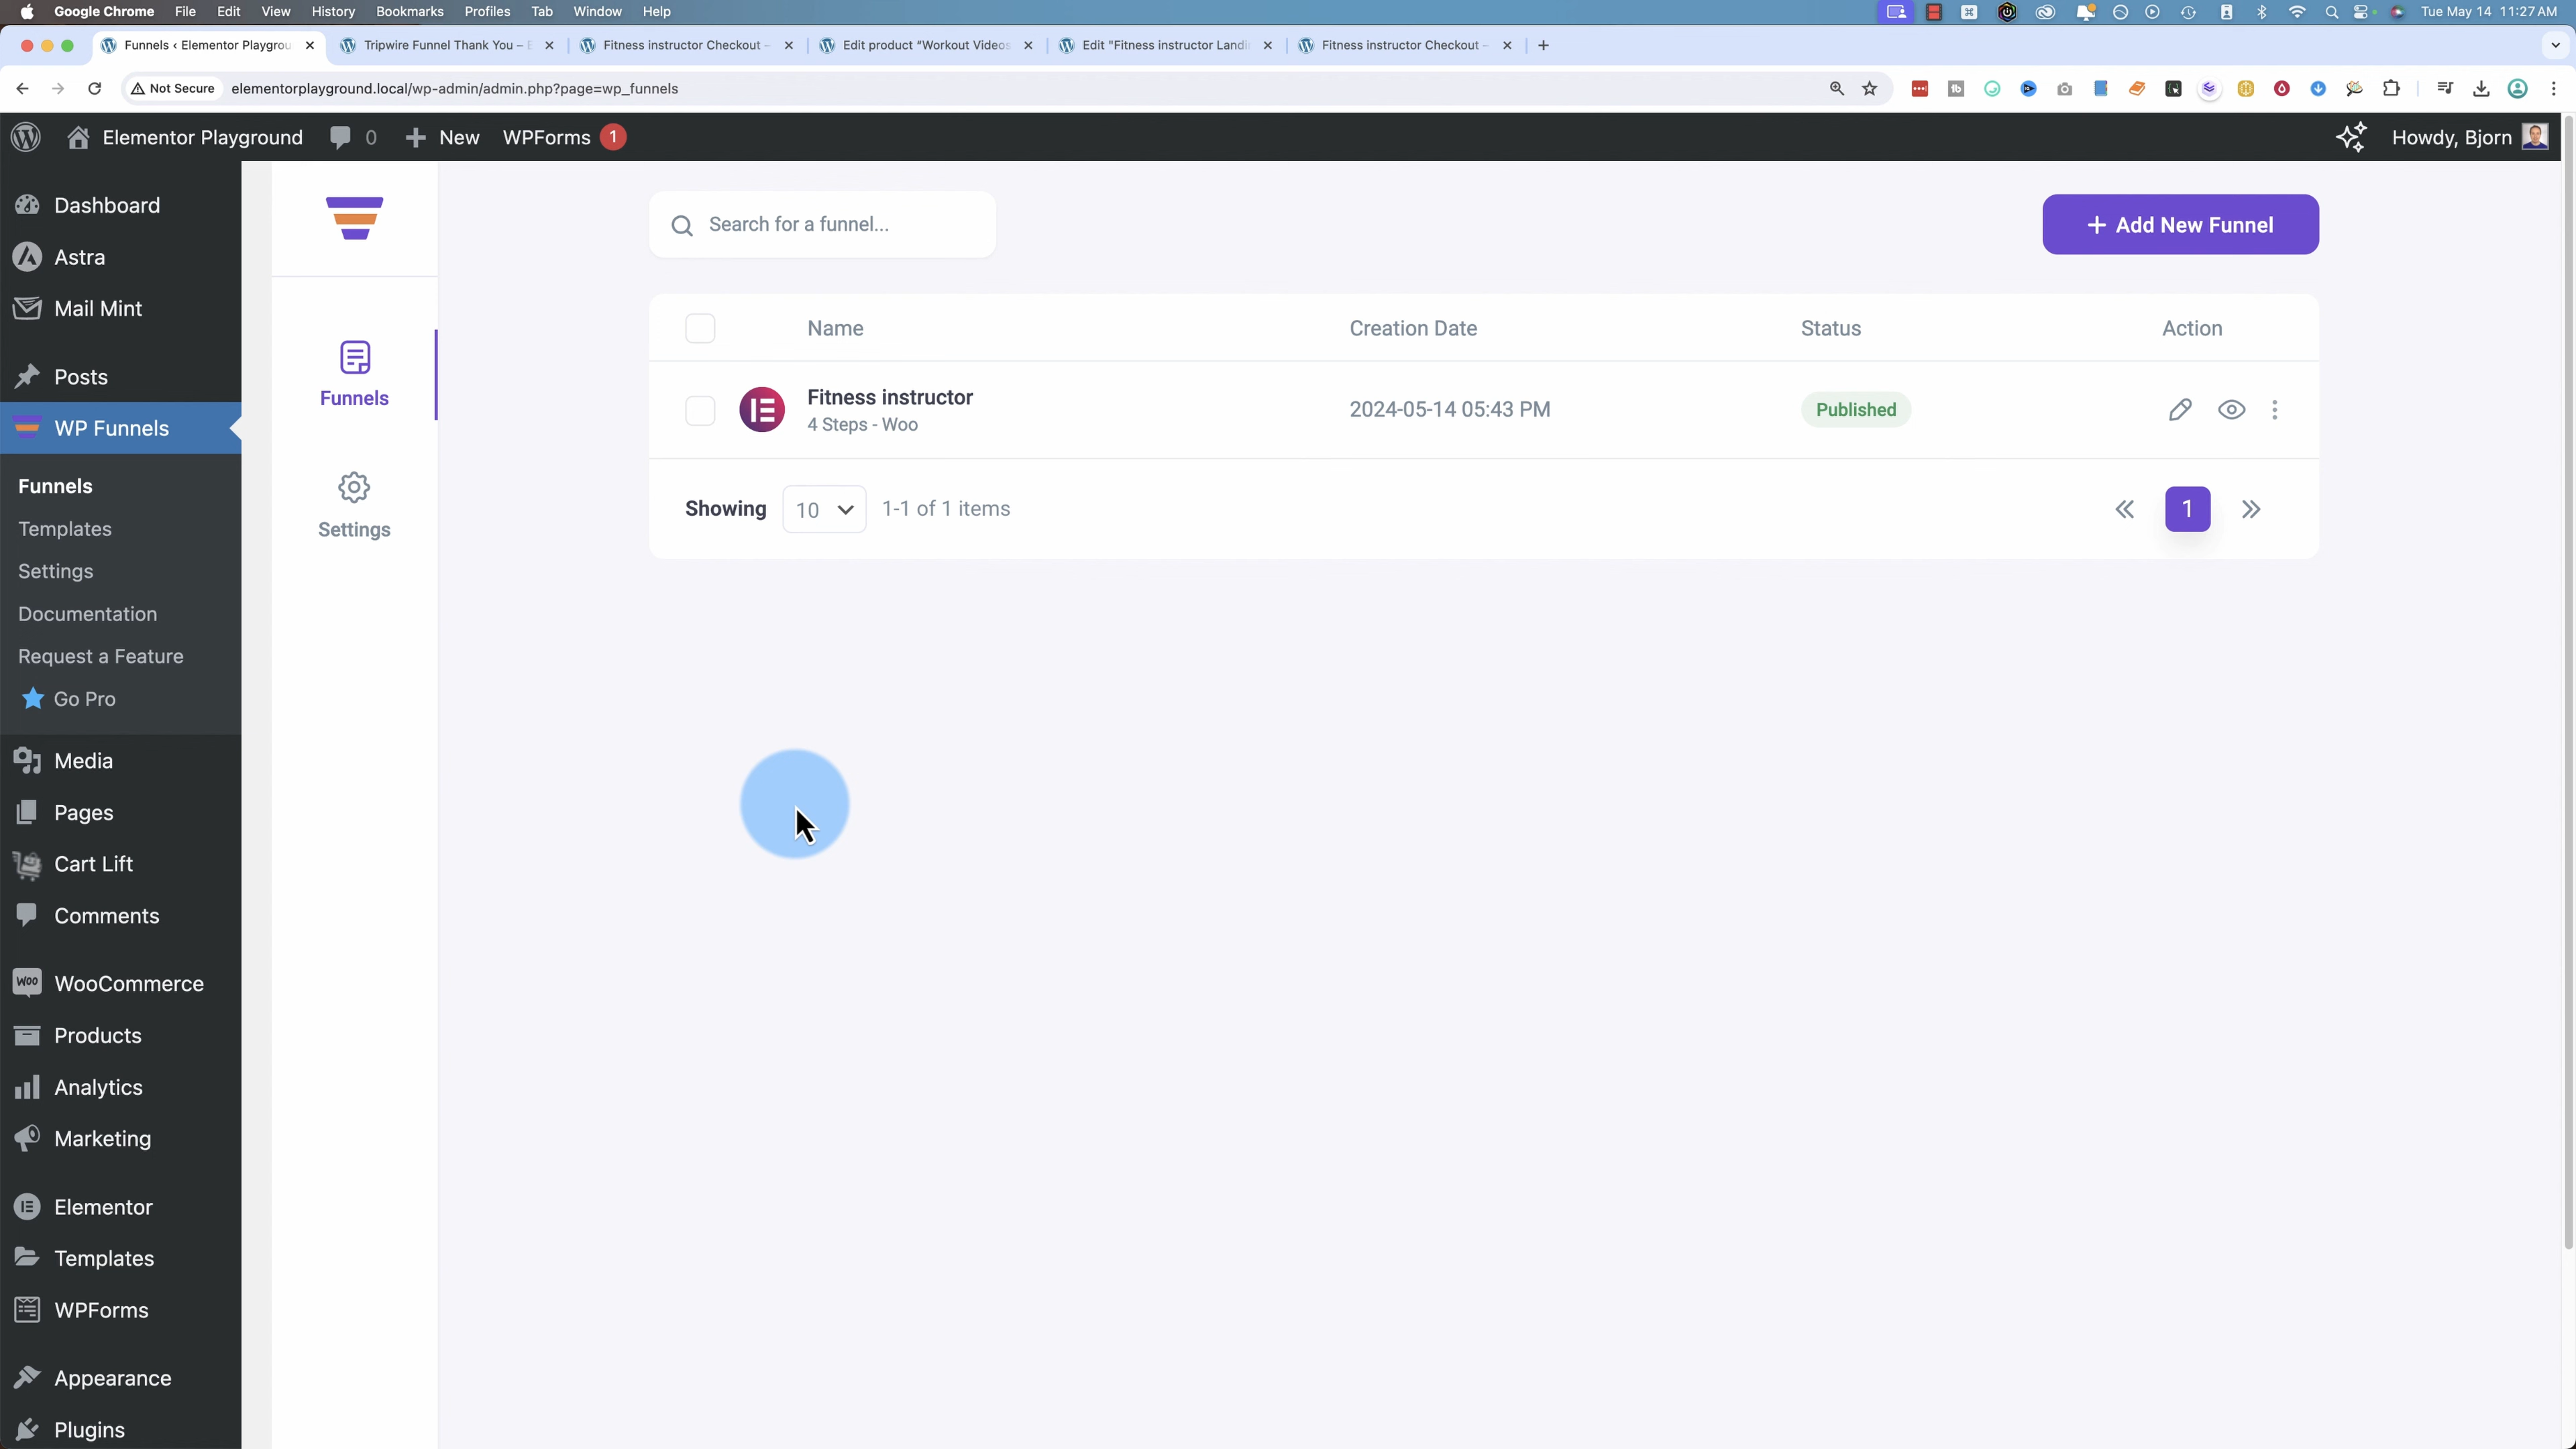 Google Chrome File Edit View History Bookmarks Profiles Tab Window Help Tue May 14 11:27 AM
Funnels ‹ Elementor Playgrou Tripwire Funnel Thank You – E Fitness instructor Checkout – Edit product “Workout Videos Edit "Fitness instructor Landi Fitness instructor Checkout –
Not Secure elementorplayground.local/wp-admin/admin.php?page=wp_funnels
Elementor Playground 0 New WPForms 1 Howdy, Bjorn
Dashboard
Astra
Mail Mint
Posts
WP Funnels
Funnels
Templates
Settings
Documentation
Request a Feature
Go Pro
Media
Pages
Cart Lift
Comments
WooCommerce
Products
Analytics
Marketing
Elementor
Templates
WPForms
Appearance
Plugins
Funnels
Settings
Search for a funnel...
+ Add New Funnel
Name Creation Date Status Action
Fitness instructor 2024-05-14 05:43 PM Published
4 Steps - Woo
Showing 10 1-1 of 1 items 1